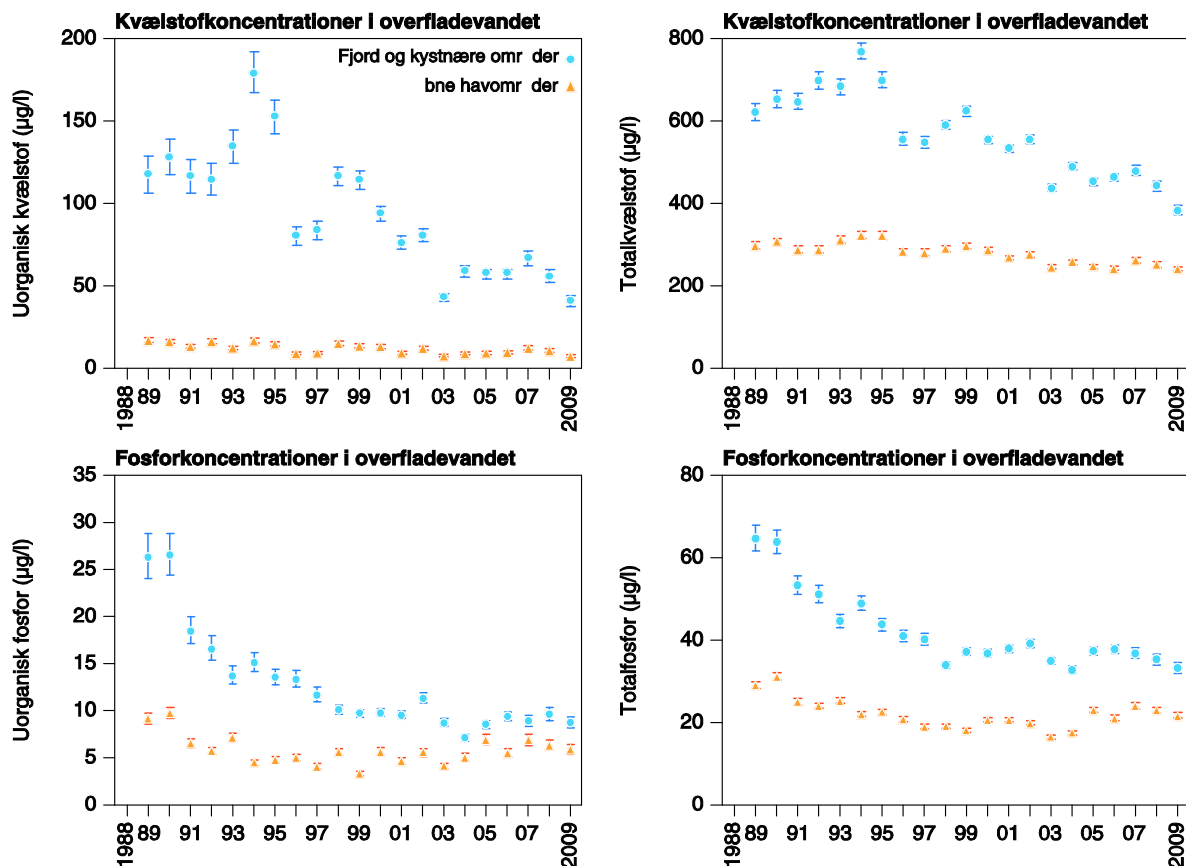 Kvælstofkoncentrationer i overfladevandet
Uorganisk kvælstof (µg/l)
200
150
100
50
0
Fjord og kystnære omr der
bne havomr der
1988 89 91 93 95 97 99 01 03 05 07 2009
Kvælstofkoncentrationer i overfladevandet
Totalkvælstof (µg/l)
800
600
400
200
0
1988 89 91 93 95 97 99 01 03 05 07 2009
Fosforkoncentrationer i overfladevandet
Uorganisk fosfor (µg/l)
35
30
25
20
15
10
5
0
1988 89 91 93 95 97 99 01 03 05 07 2009
Fosforkoncentrationer i overfladevandet
Totalfosfor (µg/l)
80
60
40
20
0
1988 89 91 93 95 97 99 01 03 05 07 2009